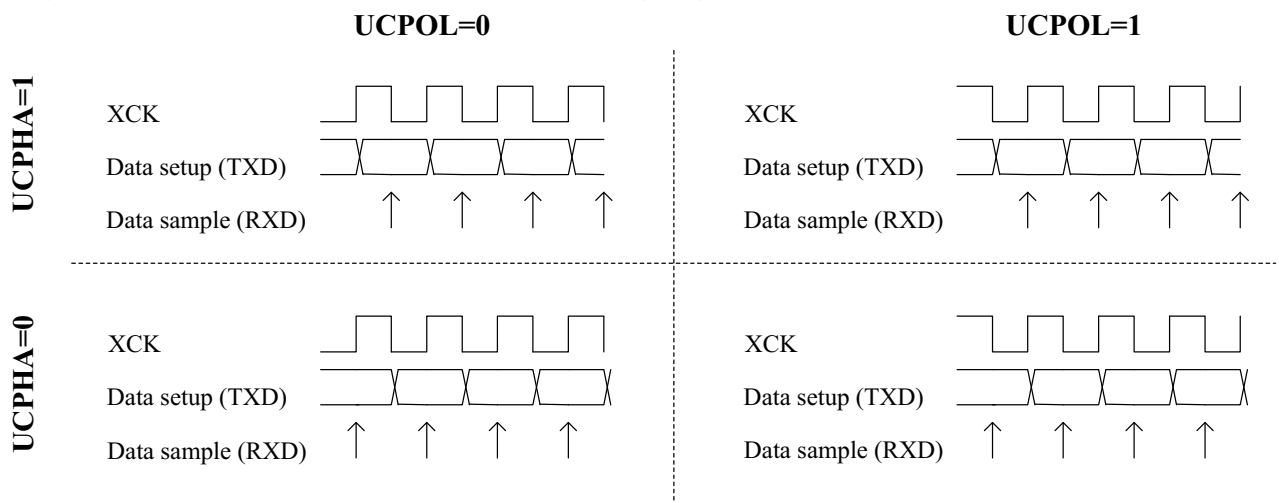 UCPOL=0
UCPOL=1
UCPHA=1
XCK
Data setup (TXD)
Data sample (RXD)
XCK
Data setup (TXD)
Data sample (RXD)
UCPHA=0
XCK
Data setup (TXD)
Data sample (RXD)
XCK
Data setup (TXD)
Data sample (RXD)